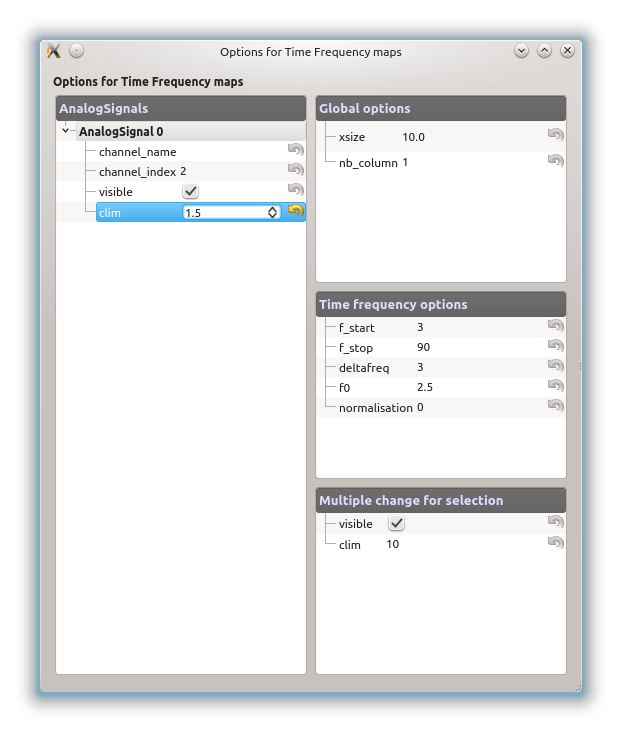 Options for Time Frequency maps
Options for Time Frequency maps
AnalogSignals
AnalogSignal 0
channel_name
channel_index 2
visible
clim 1.5
Global options
xsize 10.0
nb_column 1
Time frequency options
f_start 3
f_stop 90
deltafreq 3
f0 2.5
normalisation 0
Multiple change for selection
visible
clim 10